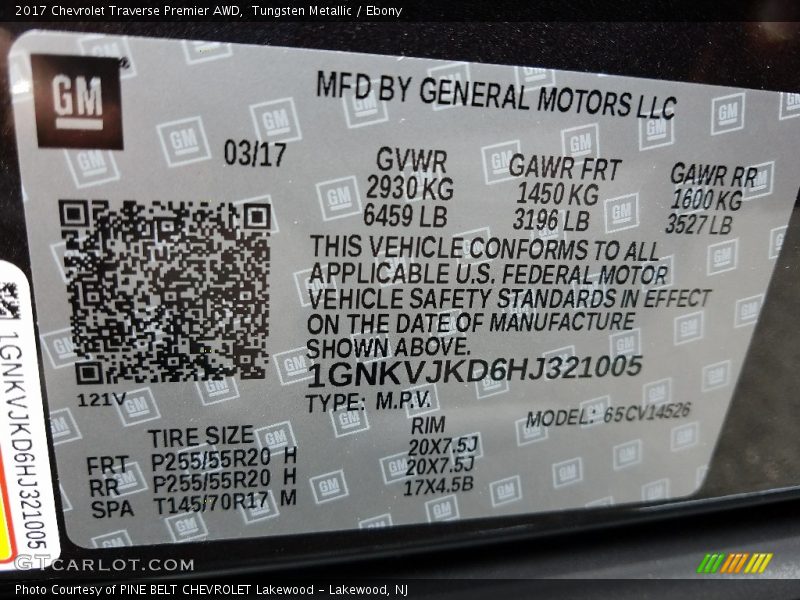 2017 Chevrolet Traverse Premier AWD,  Tungsten Metallic / Ebony
GM
MFD BY GENERAL MOTORS LLC
03/17
GVWR GAWR FRT GAWR RR
2930 KG 1450 KG 1600 KG
6459 LB 3196 LB 3527 LB
THIS VEHICLE CONFORMS TO ALL
APPLICABLE U.S. FEDERAL MOTOR
VEHICLE SAFETY STANDARDS IN EFFECT
ON THE DATE OF MANUFACTURE
SHOWN ABOVE.
1GNKVJKD6HJ321005
121V
TYPE: M.P.V. MODEL: 65CV14526
TIRE SIZE RIM
FRT P255/55R20 H 20X7.5J
RR P255/55R20 H 20X7.5J
SPA T145/70R17 M 17X4.5B
1GNKVJKD6HJ321005
GTCARLOT.COM
Photo Courtesy of PINE BELT CHEVROLET Lakewood - Lakewood, NJ